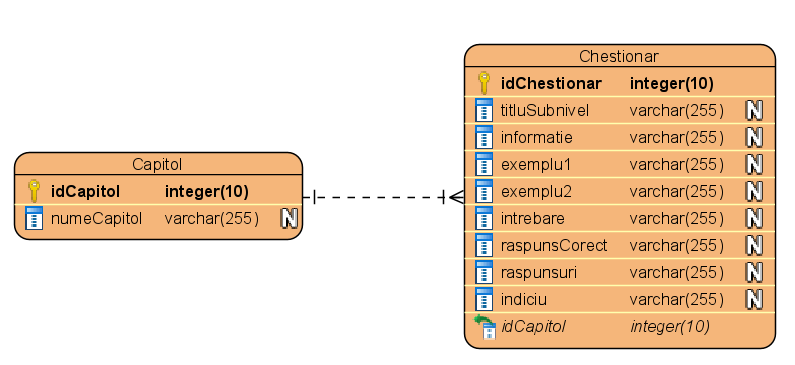 Capitol
idCapitol integer(10)
numeCapitol varchar(255) N
Chestionar
idChestionar integer(10)
titluSubnivel varchar(255) N
informatie varchar(255) N
exemplu1 varchar(255) N
exemplu2 varchar(255) N
intrebare varchar(255) N
raspunsCorect varchar(255) N
raspunsuri varchar(255) N
indiciu varchar(255) N
idCapitol integer(10)